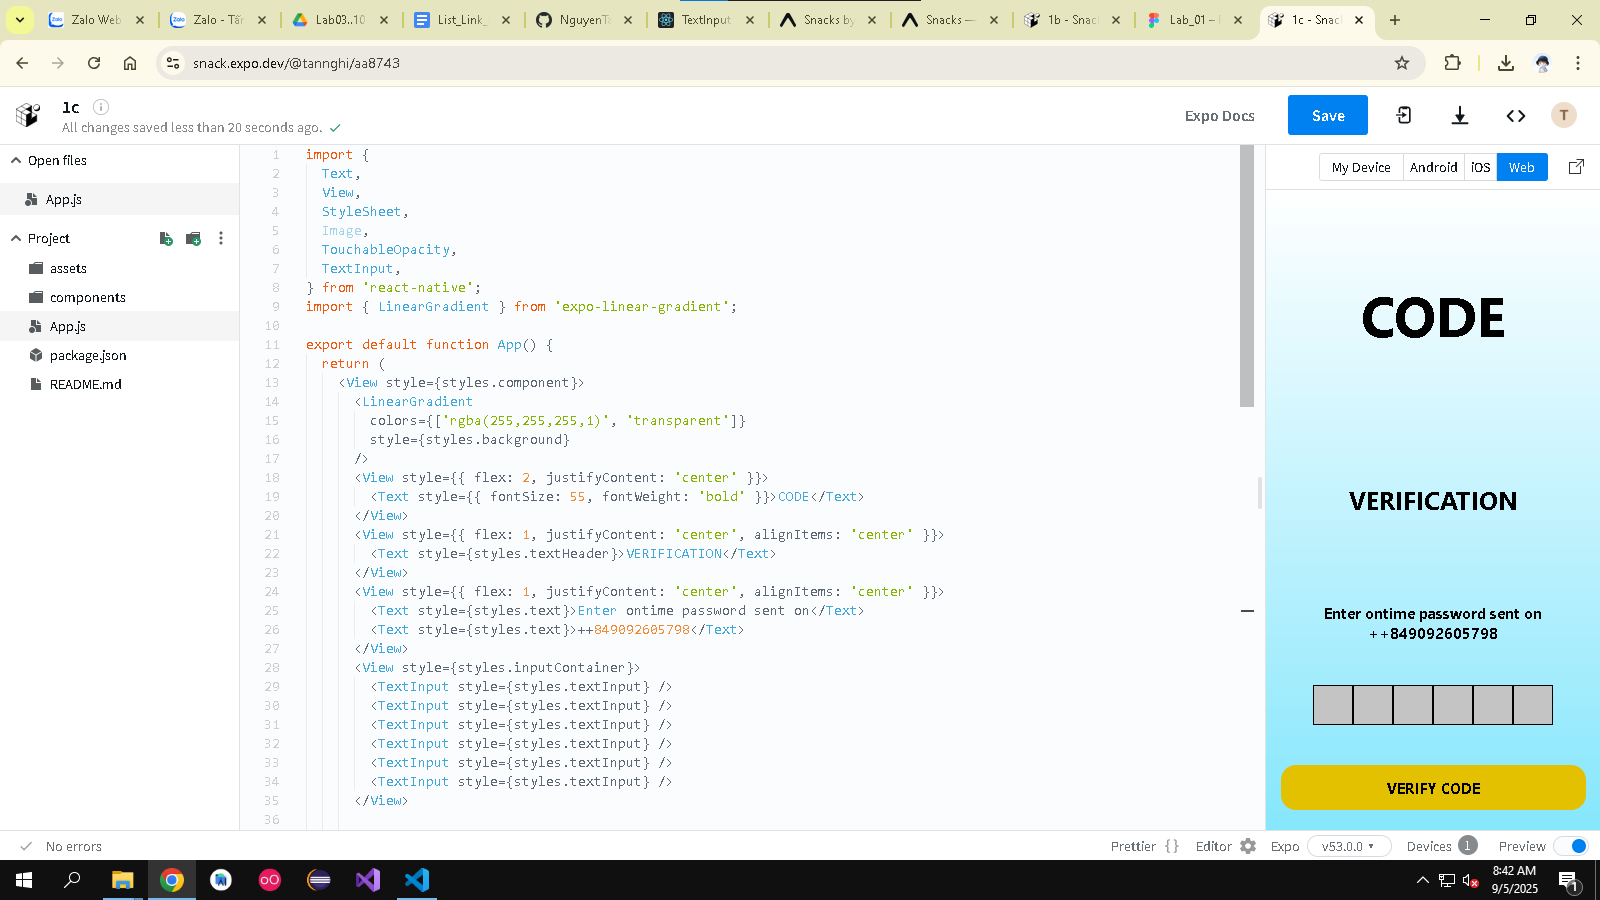 Zalo Web
Zalo - Tản
Lab03..10
List_Link_
NguyenTa
TextInput
Snacks by
Snacks —
1b - Snac
Lab_01 –
1c - Snac
snack.expo.dev/@tannghi/aa8743
1c
All changes saved less than 20 seconds ago.
Expo Docs
Save
T
Open files
App.js
Project
assets
components
App.js
package.json
README.md
1 import {
2 Text,
3 View,
4 StyleSheet,
5 Image,
6 TouchableOpacity,
7 TextInput,
8 } from 'react-native';
9 import { LinearGradient } from 'expo-linear-gradient';
10
11 export default function App() {
12 return (
13 <View style={styles.component}>
14 <LinearGradient
15 colors={['rgba(255,255,255,1)', 'transparent']}
16 style={styles.background}
17 />
18 <View style={{ flex: 2, justifyContent: 'center' }}>
19 <Text style={{ fontSize: 55, fontWeight: 'bold' }}>CODE</Text>
20 </View>
21 <View style={{ flex: 1, justifyContent: 'center', alignItems: 'center' }}>
22 <Text style={styles.textHeader}>VERIFICATION</Text>
23 </View>
24 <View style={{ flex: 1, justifyContent: 'center', alignItems: 'center' }}>
25 <Text style={styles.text}>Enter ontime password sent on</Text>
26 <Text style={styles.text}>++849092605798</Text>
27 </View>
28 <View style={styles.inputContainer}>
29 <TextInput style={styles.textInput} />
30 <TextInput style={styles.textInput} />
31 <TextInput style={styles.textInput} />
32 <TextInput style={styles.textInput} />
33 <TextInput style={styles.textInput} />
34 <TextInput style={styles.textInput} />
35 </View>
36
My Device
Android
iOS
Web
CODE
VERIFICATION
Enter ontime password sent on
++849092605798
VERIFY CODE
No errors
Prettier { }
Editor
Expo
v53.0.0
Devices
1
Preview
8:42 AM
9/5/2025
1